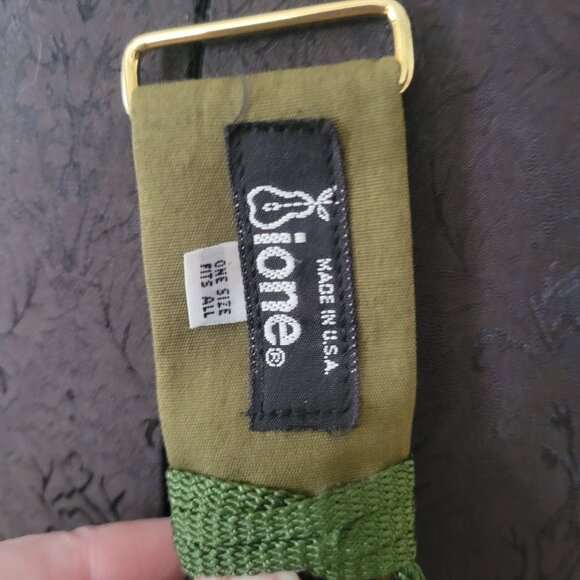 ione®
MADE IN U.S.A.
ONE SIZE
FITS ALL